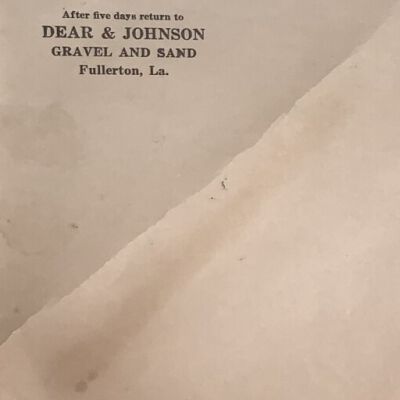 After five days return to
DEAR & JOHNSON
GRAVEL AND SAND
Fullerton, La.